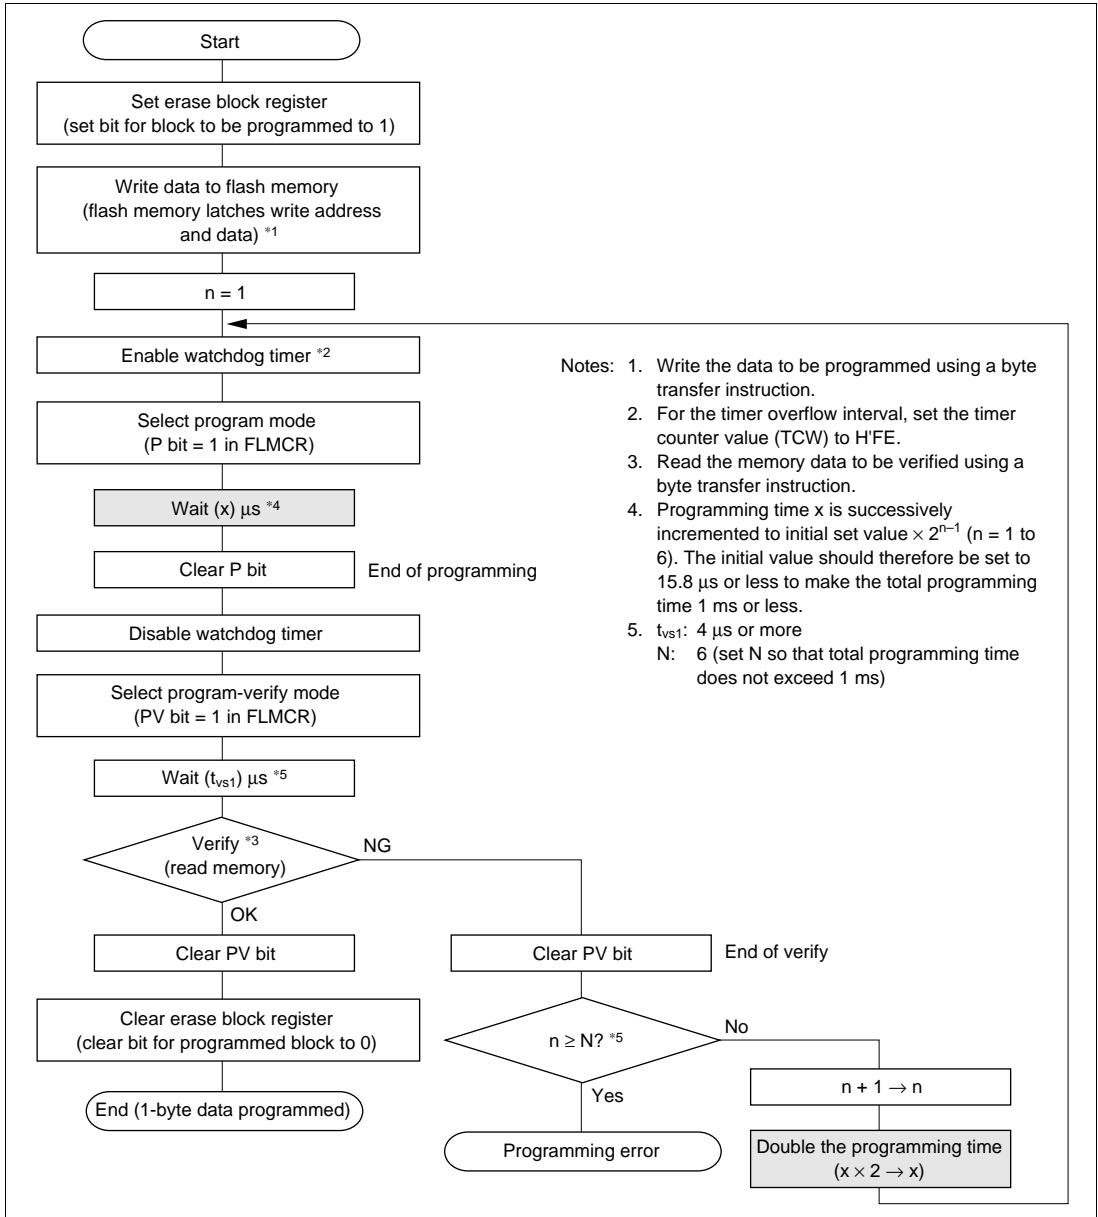 Start
Set erase block register
(set bit for block to be programmed to 1)
Write data to flash memory
(flash memory latches write address
and data) *1
n = 1
Enable watchdog timer *2
Select program mode
(P bit = 1 in FLMCR)
Wait (x) μs *4
Clear P bit
End of programming
Disable watchdog timer
Select program-verify mode
(PV bit = 1 in FLMCR)
Wait (tvs1) μs *5
Verify *3
(read memory)
NG
OK
Clear PV bit
Clear erase block register
(clear bit for programmed block to 0)
End (1-byte data programmed)
Clear PV bit
End of verify
n ≥ N? *5
No
Yes
Programming error
n + 1 → n
Double the programming time
(x × 2 → x)
Notes: 1. Write the data to be programmed using a byte
transfer instruction.
2. For the timer overflow interval, set the timer
counter value (TCW) to H'FE.
3. Read the memory data to be verified using a
byte transfer instruction.
4. Programming time x is successively
incremented to initial set value × 2^n–1 (n = 1 to
6). The initial value should therefore be set to
15.8 μs or less to make the total programming
time 1 ms or less.
5. tvs1: 4 μs or more
N: 6 (set N so that total programming time
does not exceed 1 ms)